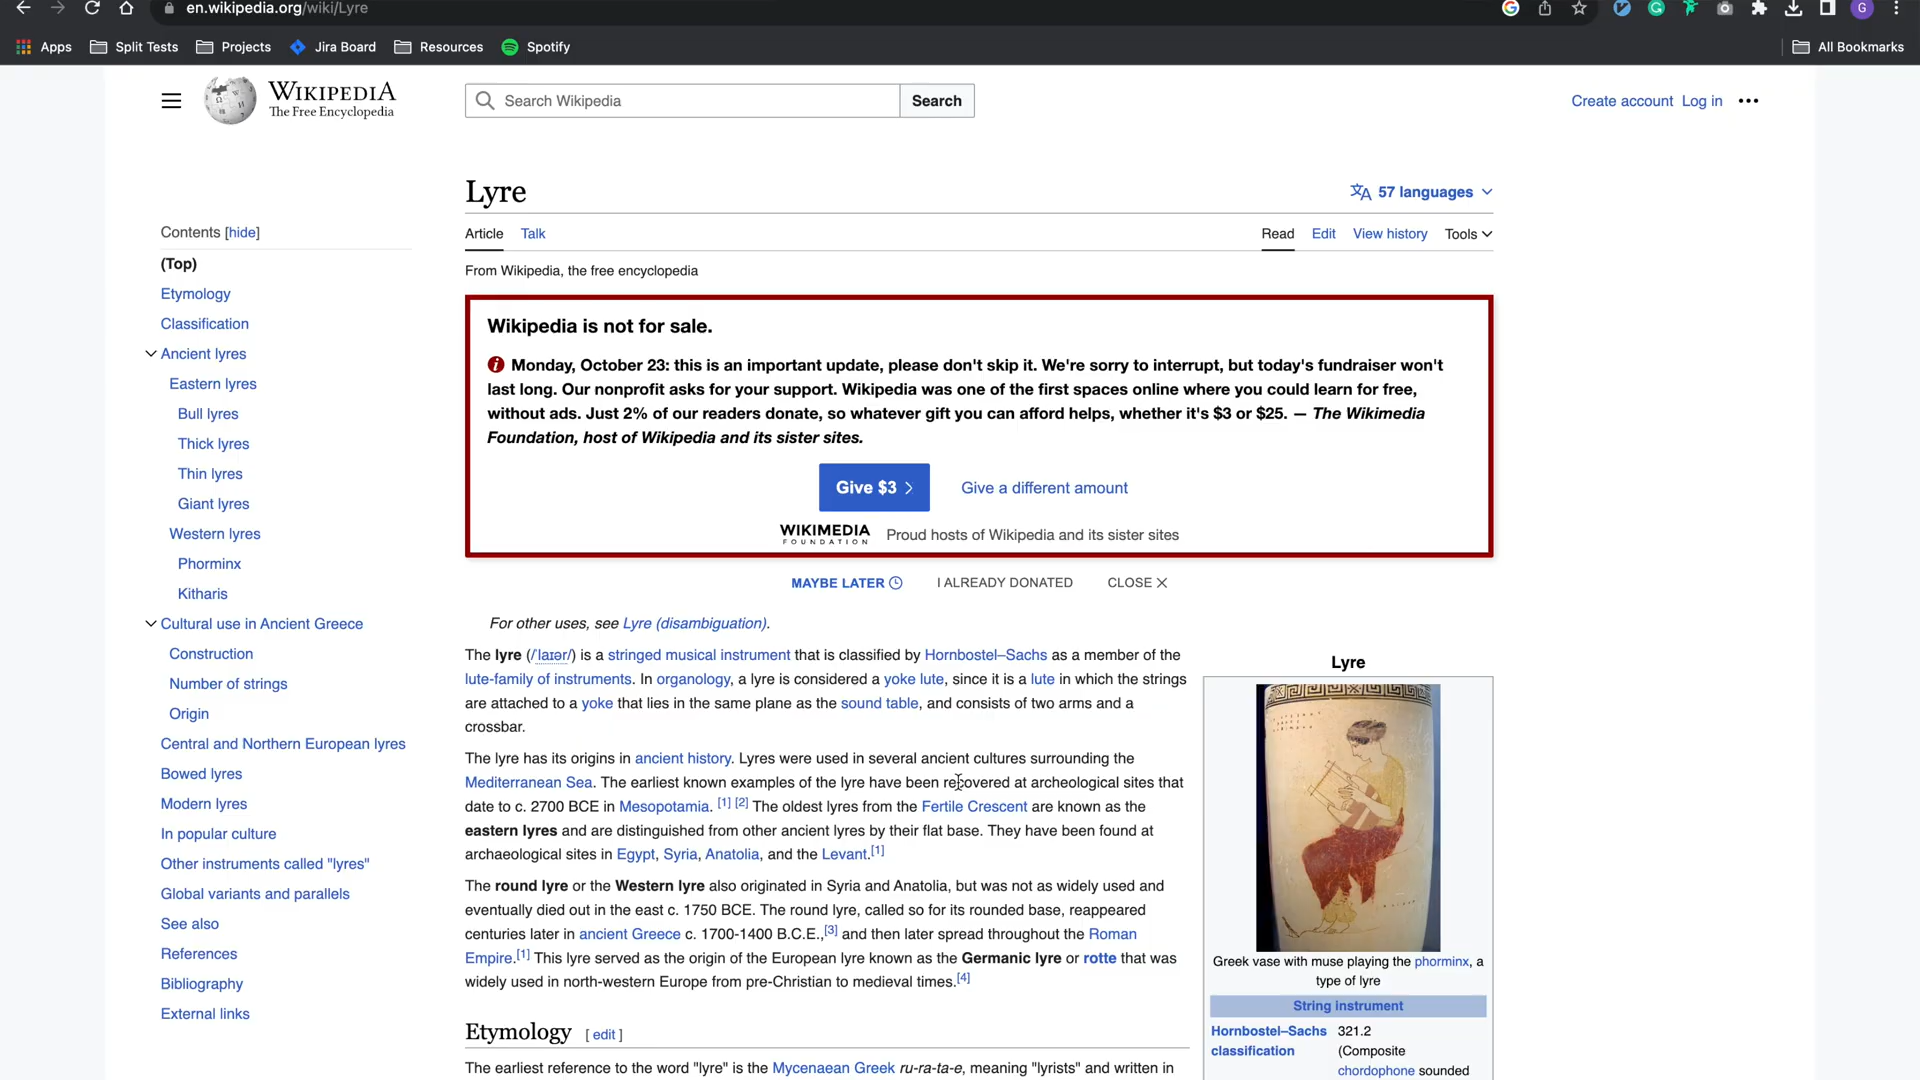 en.wikipedia.org/wiki/Lyre
G
Apps
Split Tests
Projects
Jira Board
Resources
Spotify
All Bookmarks
WIKIPEDIA
The Free Encyclopedia
Search Wikipedia
Search
Create account
Log in
Lyre
57 languages
Article
Talk
Read
Edit
View history
Tools
From Wikipedia, the free encyclopedia
Contents [hide]
(Top)
Etymology
Classification
Ancient lyres
Eastern lyres
Bull lyres
Thick lyres
Thin lyres
Giant lyres
Western lyres
Phorminx
Kitharis
Cultural use in Ancient Greece
Construction
Number of strings
Origin
Central and Northern European lyres
Bowed lyres
Modern lyres
In popular culture
Other instruments called "lyres"
Global variants and parallels
See also
References
Bibliography
External links
Wikipedia is not for sale.
Monday, October 23: this is an important update, please don't skip it. We're sorry to interrupt, but today's fundraiser won't
last long. Our nonprofit asks for your support. Wikipedia was one of the first spaces online where you could learn for free,
without ads. Just 2% of our readers donate, so whatever gift you can afford helps, whether it's $3 or $25. — The Wikimedia
Foundation, host of Wikipedia and its sister sites.
Give $3
Give a different amount
WIKIMEDIA
FOUNDATION
Proud hosts of Wikipedia and its sister sites
MAYBE LATER
I ALREADY DONATED
CLOSE
For other uses, see Lyre (disambiguation).
The lyre (/ˈlaɪər/) is a stringed musical instrument that is classified by Hornbostel–Sachs as a member of the
lute-family of instruments. In organology, a lyre is considered a yoke lute, since it is a lute in which the strings
are attached to a yoke that lies in the same plane as the sound table, and consists of two arms and a
crossbar.
The lyre has its origins in ancient history. Lyres were used in several ancient cultures surrounding the
Mediterranean Sea. The earliest known examples of the lyre have been recovered at archeological sites that
date to c. 2700 BCE in Mesopotamia. [1] [2] The oldest lyres from the Fertile Crescent are known as the
eastern lyres and are distinguished from other ancient lyres by their flat base. They have been found at
archaeological sites in Egypt, Syria, Anatolia, and the Levant.[1]
The round lyre or the Western lyre also originated in Syria and Anatolia, but was not as widely used and
eventually died out in the east c. 1750 BCE. The round lyre, called so for its rounded base, reappeared
centuries later in ancient Greece c. 1700-1400 B.C.E.,[3] and then later spread throughout the Roman
Empire.[1] This lyre served as the origin of the European lyre known as the Germanic lyre or rotte that was
widely used in north-western Europe from pre-Christian to medieval times.[4]
Etymology [ edit ]
The earliest reference to the word "lyre" is the Mycenaean Greek ru-ra-ta-e, meaning "lyrists" and written in
Lyre
Greek vase with muse playing the phorminx, a
type of lyre
String instrument
Hornbostel–Sachs
classification
321.2
(Composite
chordophone sounded